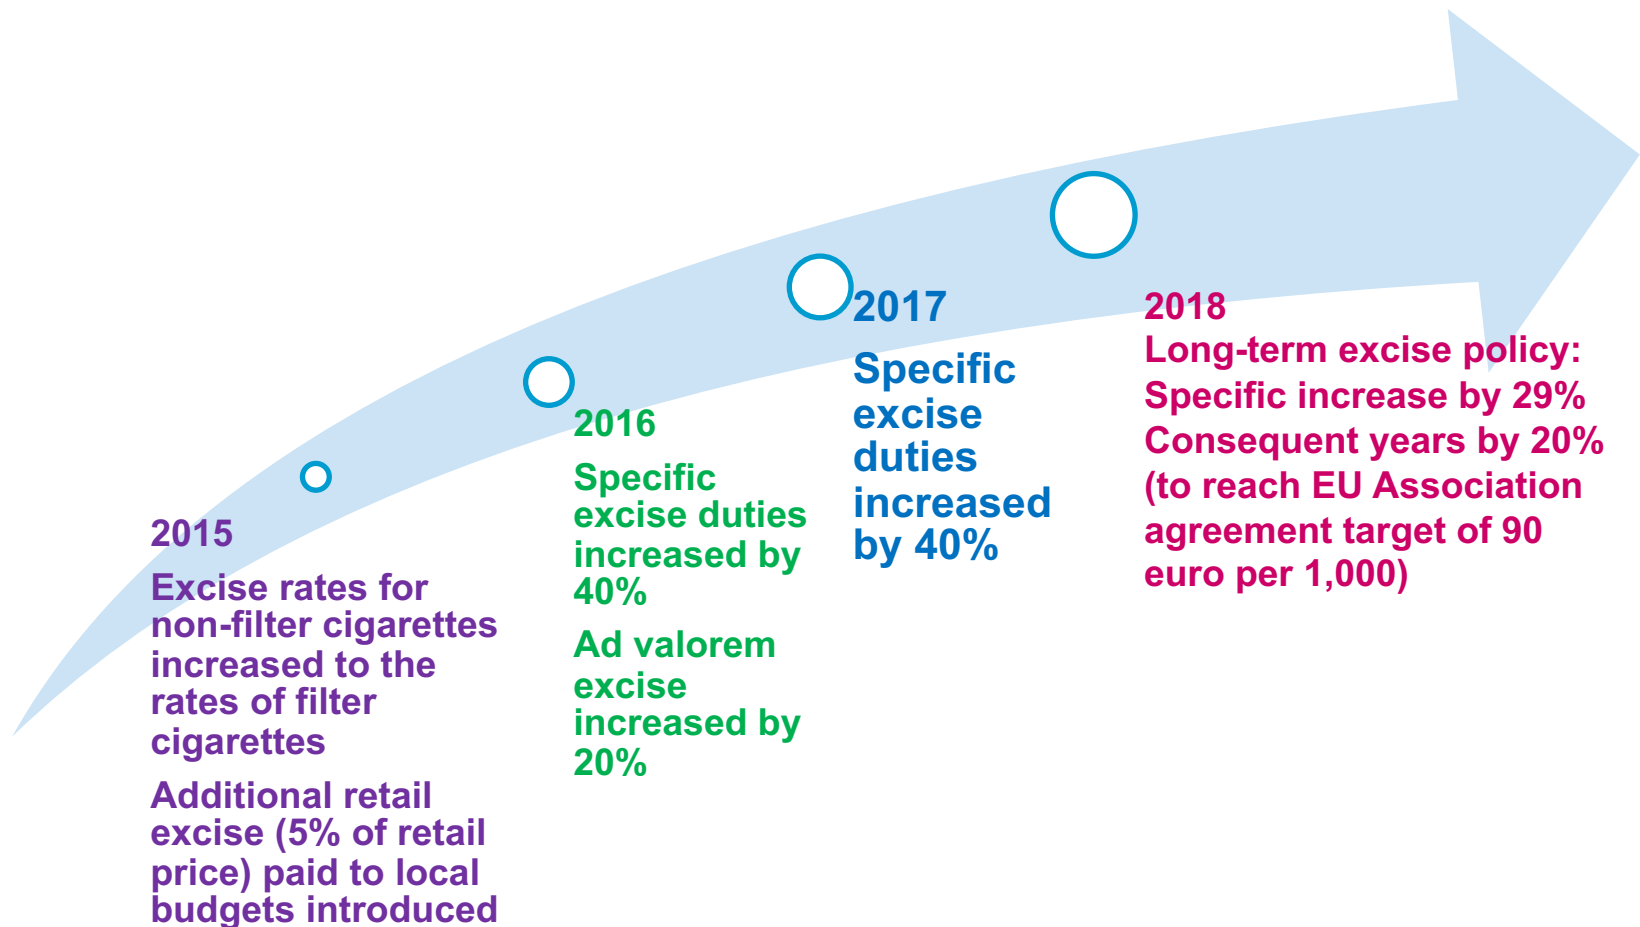 2015
Excise rates for
non-filter cigarettes
increased to the
rates of filter
cigarettes
Additional retail
excise (5% of retail
price) paid to local
budgets introduced
2016
Specific
excise duties
increased by
40%
Ad valorem
excise
increased by
20%
2017
Specific
excise
duties
increased
by 40%
2018
Long-term excise policy:
Specific increase by 29%
Consequent years by 20%
(to reach EU Association
agreement target of 90
euro per 1,000)